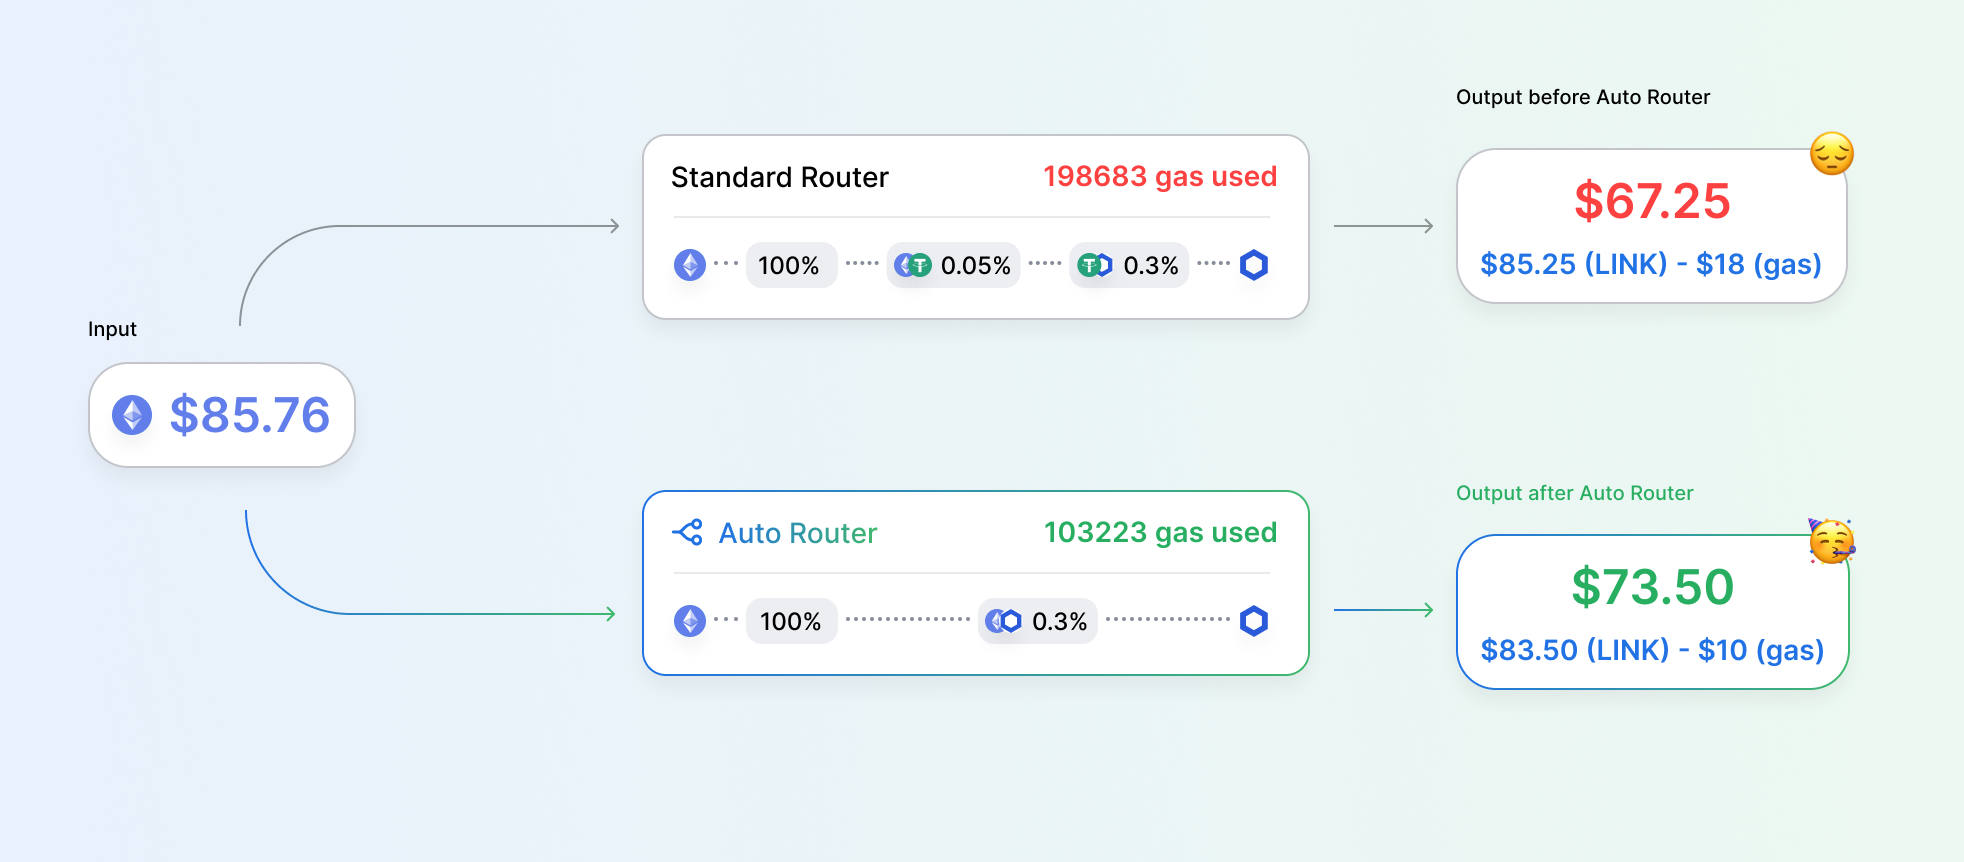 Output before Auto Router
Standard Router 198683 gas used
$67.25
100% 0.05% 0.3%
$85.25 (LINK) - $18 (gas)
Input
$85.76
Output after Auto Router
Auto Router 103223 gas used
$73.50
100% 0.3%
$83.50 (LINK) - $10 (gas)